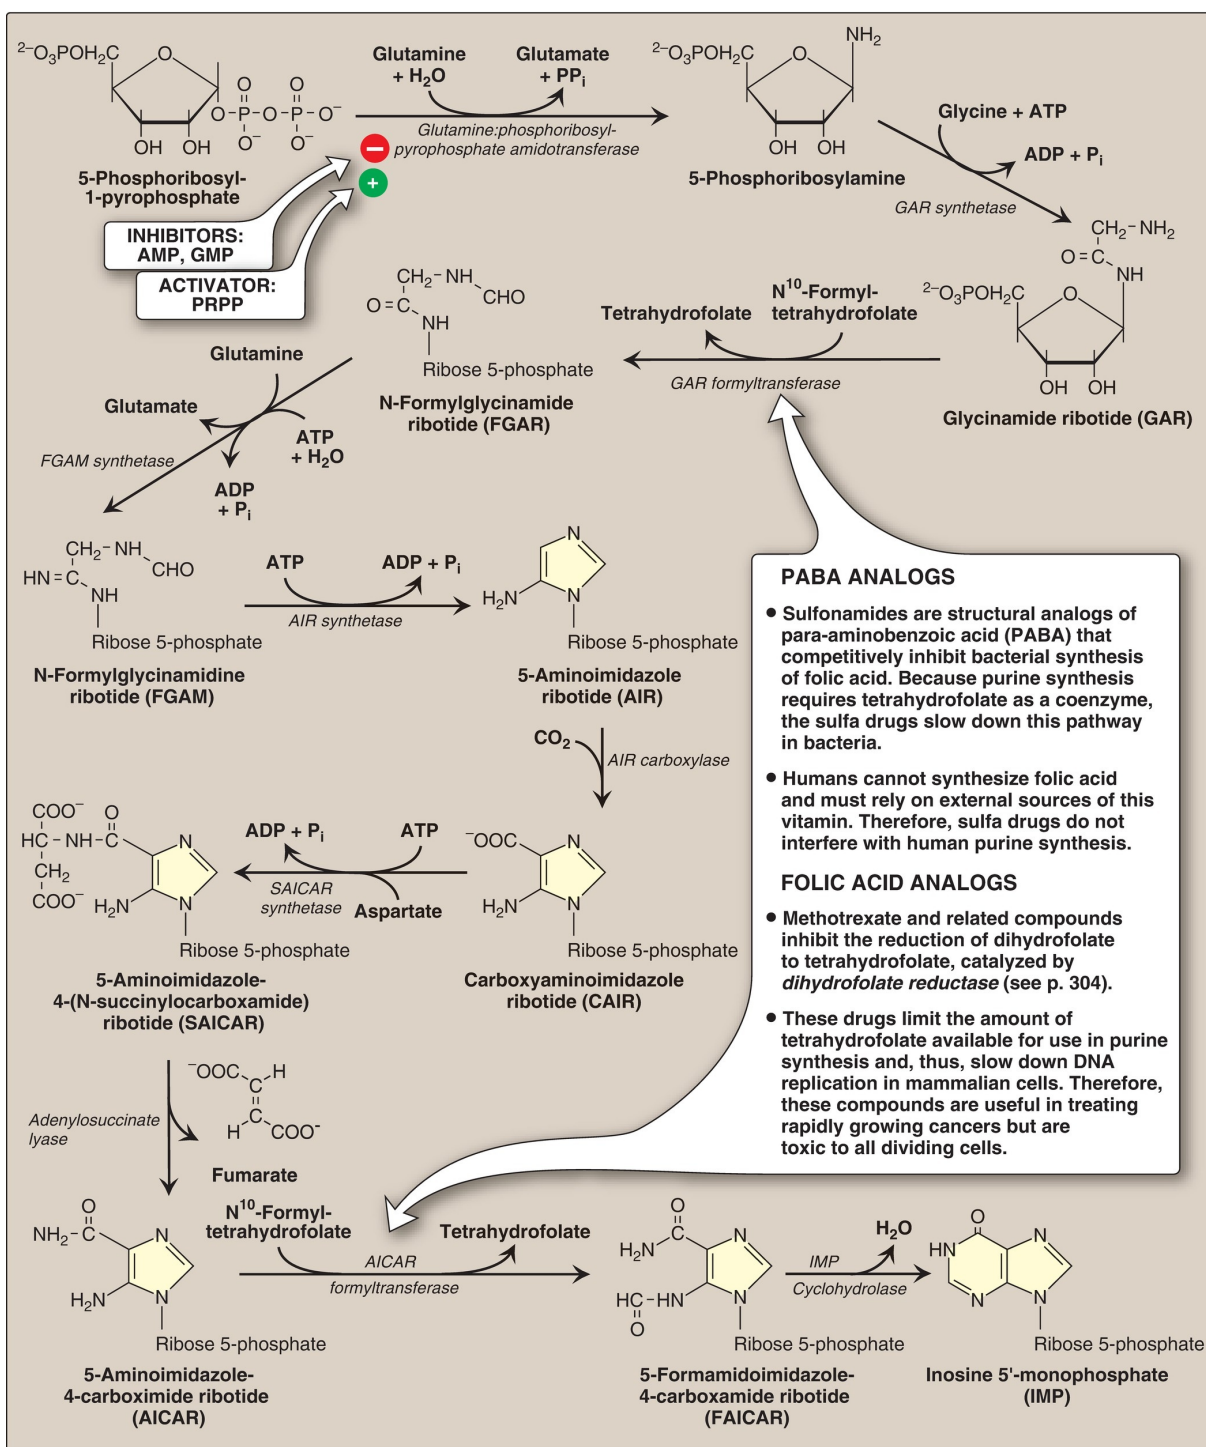 2–O3POH2C
O
O
O
O–P–O–P–O–
O–
O–
OH OH
5-Phosphoribosyl-
1-pyrophosphate
Glutamine
+ H2O
Glutamate
+ PPi
Glutamine:phosphoribosyl-
pyrophosphate amidotransferase
–
+
INHIBITORS:
AMP, GMP
ACTIVATOR:
PRPP
2–O3POH2C
O
NH2
OH OH
5-Phosphoribosylamine
Glycine + ATP
ADP + Pi
GAR synthetase
CH2–NH2
O=C
NH
2–O3POH2C
O
OH OH
Glycinamide ribotide (GAR)
N10-Formyl-
tetrahydrofolate
Tetrahydrofolate
GAR formyltransferase
CH2–NH
CHO
O=C
NH
Ribose 5-phosphate
N-Formylglycinamide
ribotide (FGAR)
Glutamine
Glutamate
ATP
+ H2O
ADP
+ Pi
FGAM synthetase
CH2–NH
CHO
HN=C
NH
Ribose 5-phosphate
N-Formylglycinamidine
ribotide (FGAM)
ATP
ADP + Pi
AIR synthetase
N
H2N
N
Ribose 5-phosphate
5-Aminoimidazole
ribotide (AIR)
CO2
AIR carboxylase
–OOC
N
H2N
N
Ribose 5-phosphate
Carboxyaminoimidazole
ribotide (CAIR)
ATP
ADP + Pi
SAICAR
synthetase
Aspartate
COO–
O
HC–NH–C
CH2
COO–
N
H2N
N
Ribose 5-phosphate
5-Aminoimidazole-
4-(N-succinylocarboxamide)
ribotide (SAICAR)
Adenylosuccinate
lyase
–OOC
H
C
C
H
COO-
Fumarate
O
NH2–C
N
H2N
N
Ribose 5-phosphate
5-Aminoimidazole-
4-carboximide ribotide
(AICAR)
N10-Formyl-
tetrahydrofolate
Tetrahydrofolate
AICAR
formyltransferase
O
C
H2N
N
HC–HN
O
N
Ribose 5-phosphate
5-Formamidoimidazole-
4-carboxamide ribotide
(FAICAR)
H2O
IMP
Cyclohydrolase
O
HN
N
N
N
Ribose 5-phosphate
Inosine 5'-monophosphate
(IMP)
PABA ANALOGS
• Sulfonamides are structural analogs of
para-aminobenzoic acid (PABA) that
competitively inhibit bacterial synthesis
of folic acid. Because purine synthesis
requires tetrahydrofolate as a coenzyme,
the sulfa drugs slow down this pathway
in bacteria.
• Humans cannot synthesize folic acid
and must rely on external sources of this
vitamin. Therefore, sulfa drugs do not
interfere with human purine synthesis.
FOLIC ACID ANALOGS
• Methotrexate and related compounds
inhibit the reduction of dihydrofolate
to tetrahydrofolate, catalyzed by
dihydrofolate reductase (see p. 304).
• These drugs limit the amount of
tetrahydrofolate available for use in purine
synthesis and, thus, slow down DNA
replication in mammalian cells. Therefore,
these compounds are useful in treating
rapidly growing cancers but are
toxic to all dividing cells.